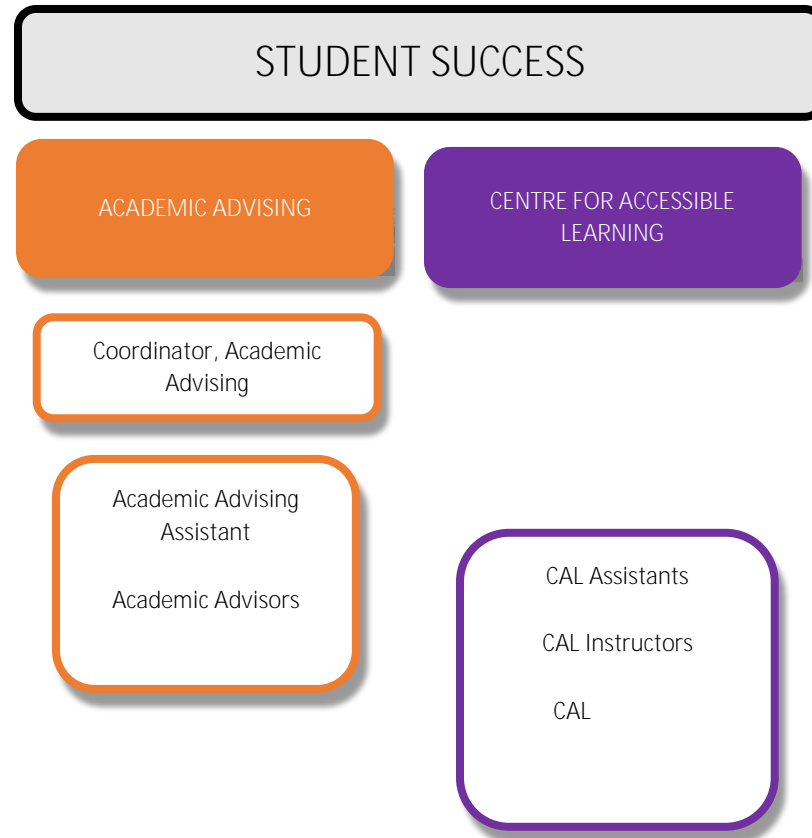 STUDENT SUCCESS
ACADEMIC ADVISING
CENTRE FOR ACCESSIBLE
LEARNING
Coordinator, Academic
Advising
Academic Advising
Assistant
Academic Advisors
CAL Assistants
CAL Instructors
CAL